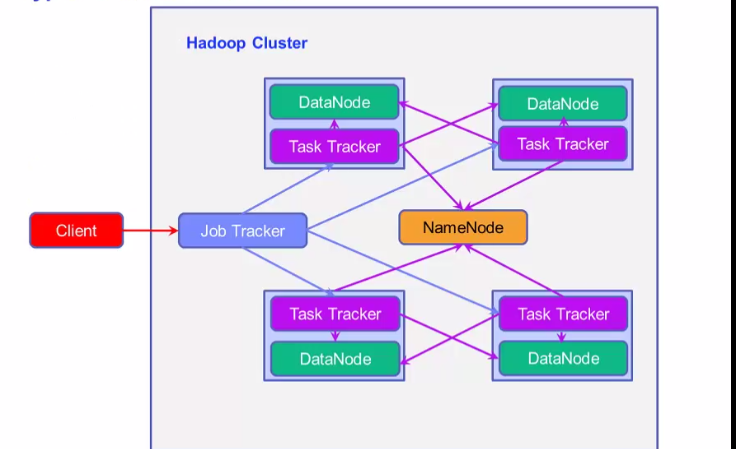 Hadoop Cluster
DataNode
DataNode
Task Tracker
Task Tracker
Client
Job Tracker
NameNode
Task Tracker
Task Tracker
DataNode
DataNode